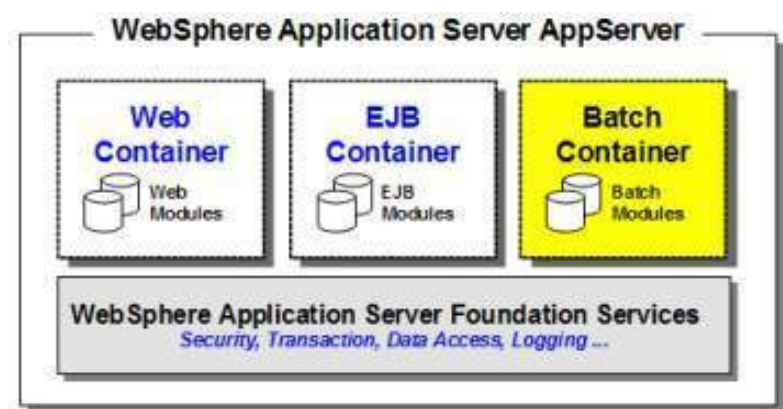 WebSphere Application Server AppServer
Web
Container
Web
Modules
EJB
Container
EJB
Modules
Batch
Container
Batch
Modules
WebSphere Application Server Foundation Services
Security, Transaction, Data Access, Logging ...